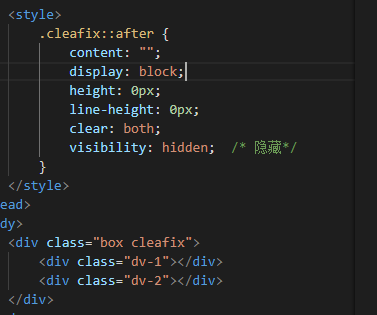 <style>
.cleafix::after {
content: "";
display: block;
height: 0px;
line-height: 0px;
clear: both;
visibility: hidden;  /* 隐藏*/
}
</style>
ead>
dy>
<div class="box cleafix">
<div class="dv-1"></div>
<div class="dv-2"></div>
</div>